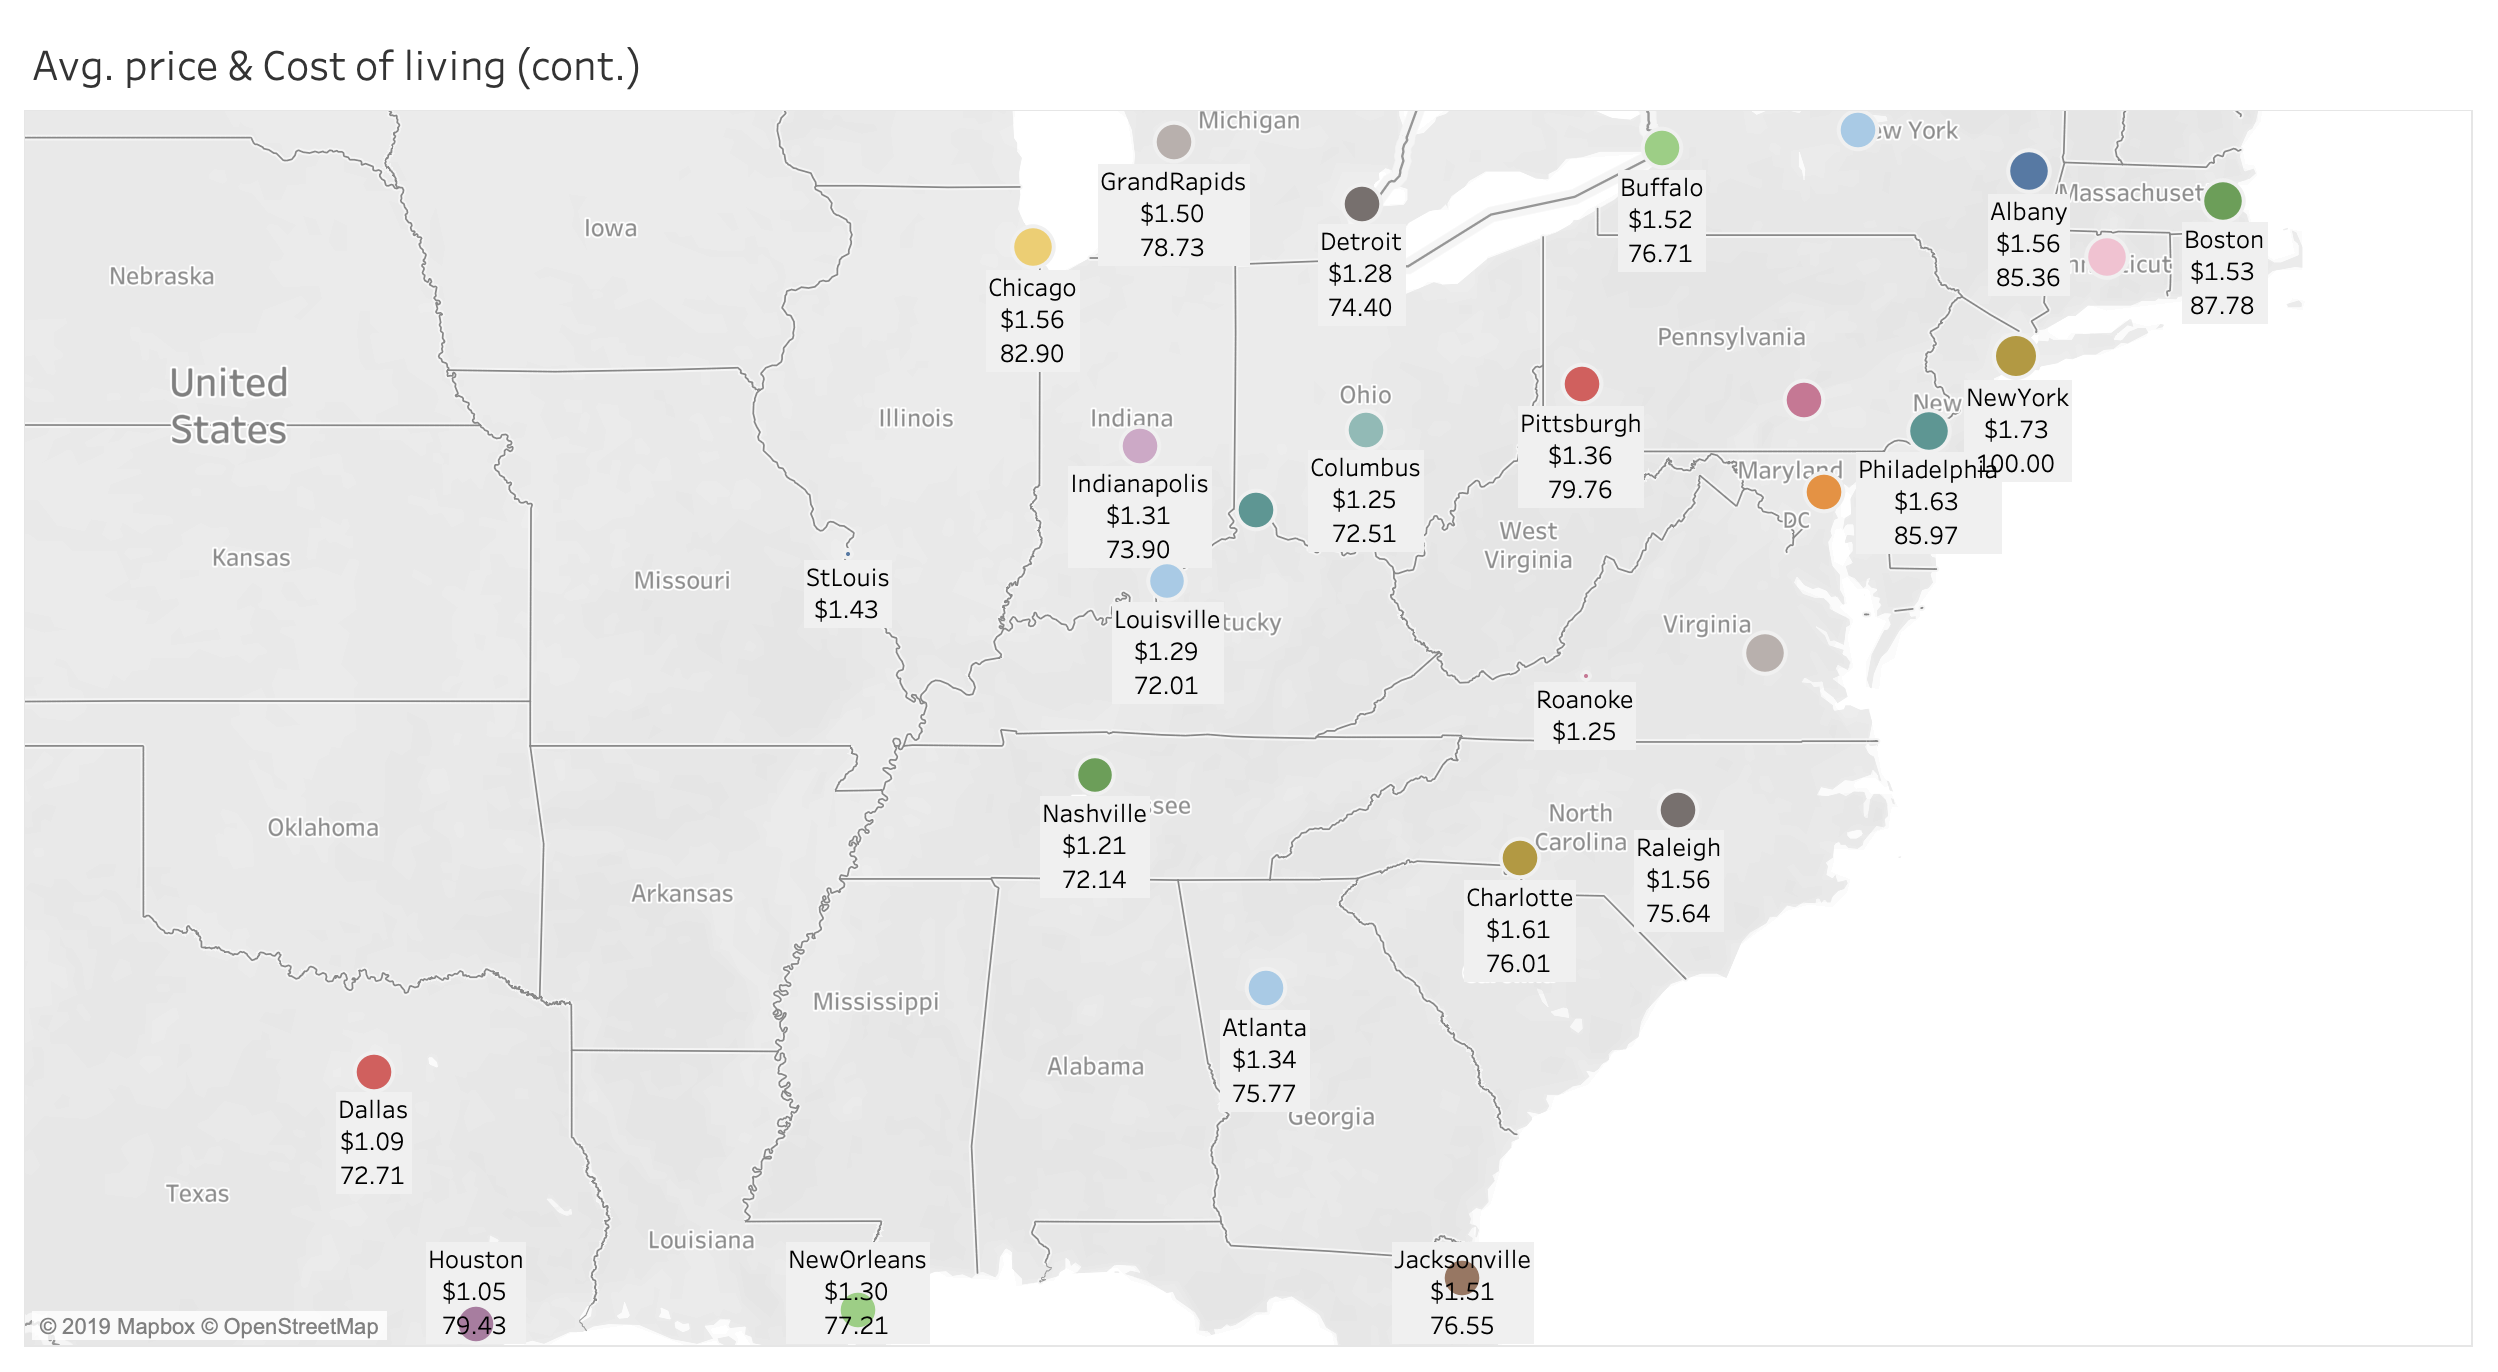 Avg. price & Cost of living (cont.)
Michigan
ew York
GrandRapids
$1.50
78.73
Buffalo
$1.52
76.71
Massachuset
Albany
$1.56
85.36
Boston
$1.53
87.78
Iowa
Detroit
$1.28
74.40
Nebraska
Chicago
$1.56
82.90
Pennsylvania
United
States
Ohio
Illinois
Indiana
Pittsburgh
$1.36
79.76
New
NewYork
$1.73
100.00
Columbus
$1.25
72.51
Maryland
Philadelphia
$1.63
85.97
Indianapolis
$1.31
73.90
DC
West
Virginia
Kansas
Missouri
StLouis
$1.43
Louisville
$1.29
72.01
tucky
Virginia
Roanoke
$1.25
Nashville
$1.21
72.14
ssee
Oklahoma
North
Carolina
Raleigh
$1.56
75.64
Arkansas
Charlotte
$1.61
76.01
Mississippi
Atlanta
$1.34
75.77
Alabama
Georgia
Dallas
$1.09
72.71
Texas
Louisiana
Houston
$1.05
79.43
NewOrleans
$1.30
77.21
Jacksonville
$1.51
76.55
© 2019 Mapbox © OpenStreetMap